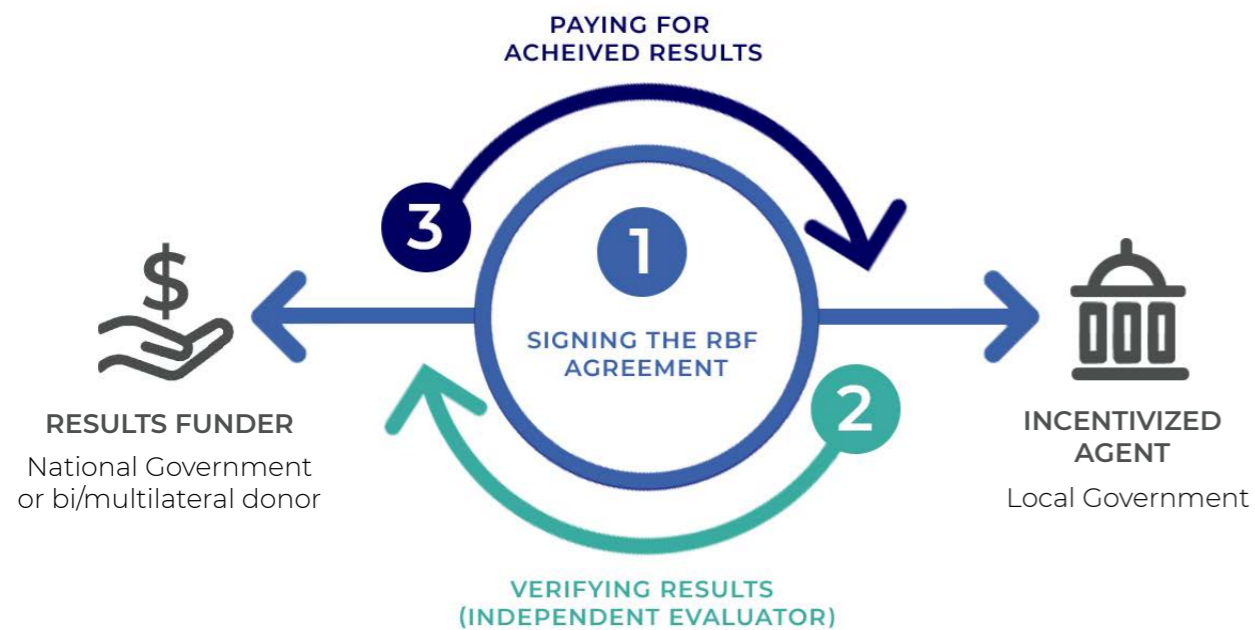 PAYING FOR
ACHEIVED RESULTS
3
1
SIGNING THE RBF
AGREEMENT
2
$
RESULTS FUNDER
National Government
or bi/multilateral donor
INCENTIVIZED
AGENT
Local Government
VERIFYING RESULTS
(INDEPENDENT EVALUATOR)